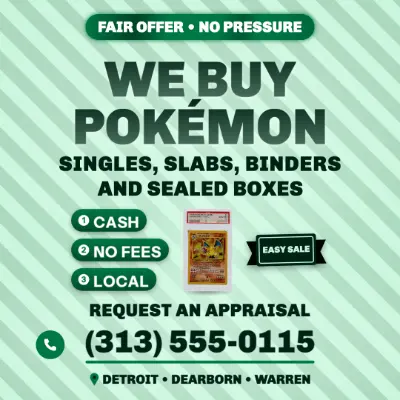 FAIR OFFER • NO PRESSURE
WE BUY
POKÉMON
SINGLES, SLABS, BINDERS
AND SEALED BOXES
1 CASH
2 NO FEES
3 LOCAL
EASY SALE
REQUEST AN APPRAISAL
(313) 555-0115
DETROIT • DEARBORN • WARREN